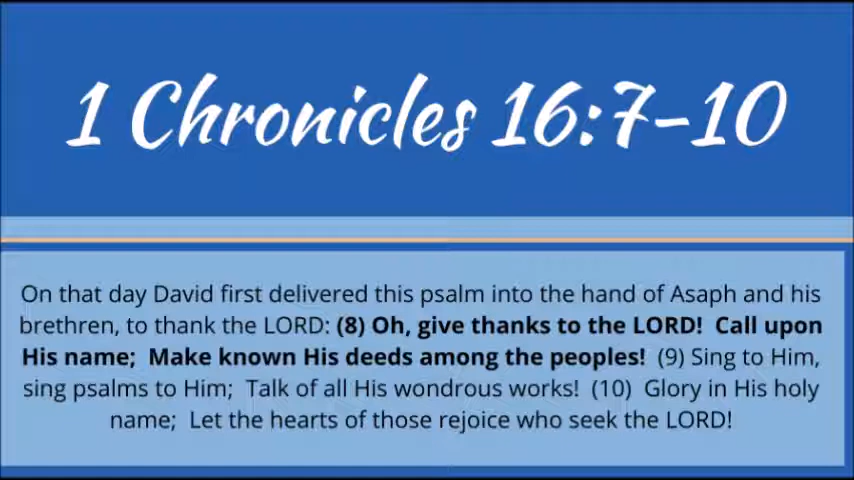 1 Chronicles 16:7-10
On that day David first delivered this psalm into the hand of Asaph and his
brethren, to thank the LORD: (8) Oh, give thanks to the LORD! Call upon
His name; Make known His deeds among the peoples! (9) Sing to Him,
sing psalms to Him; Talk of all His wondrous works! (10) Glory in His holy
name; Let the hearts of those rejoice who seek the LORD!